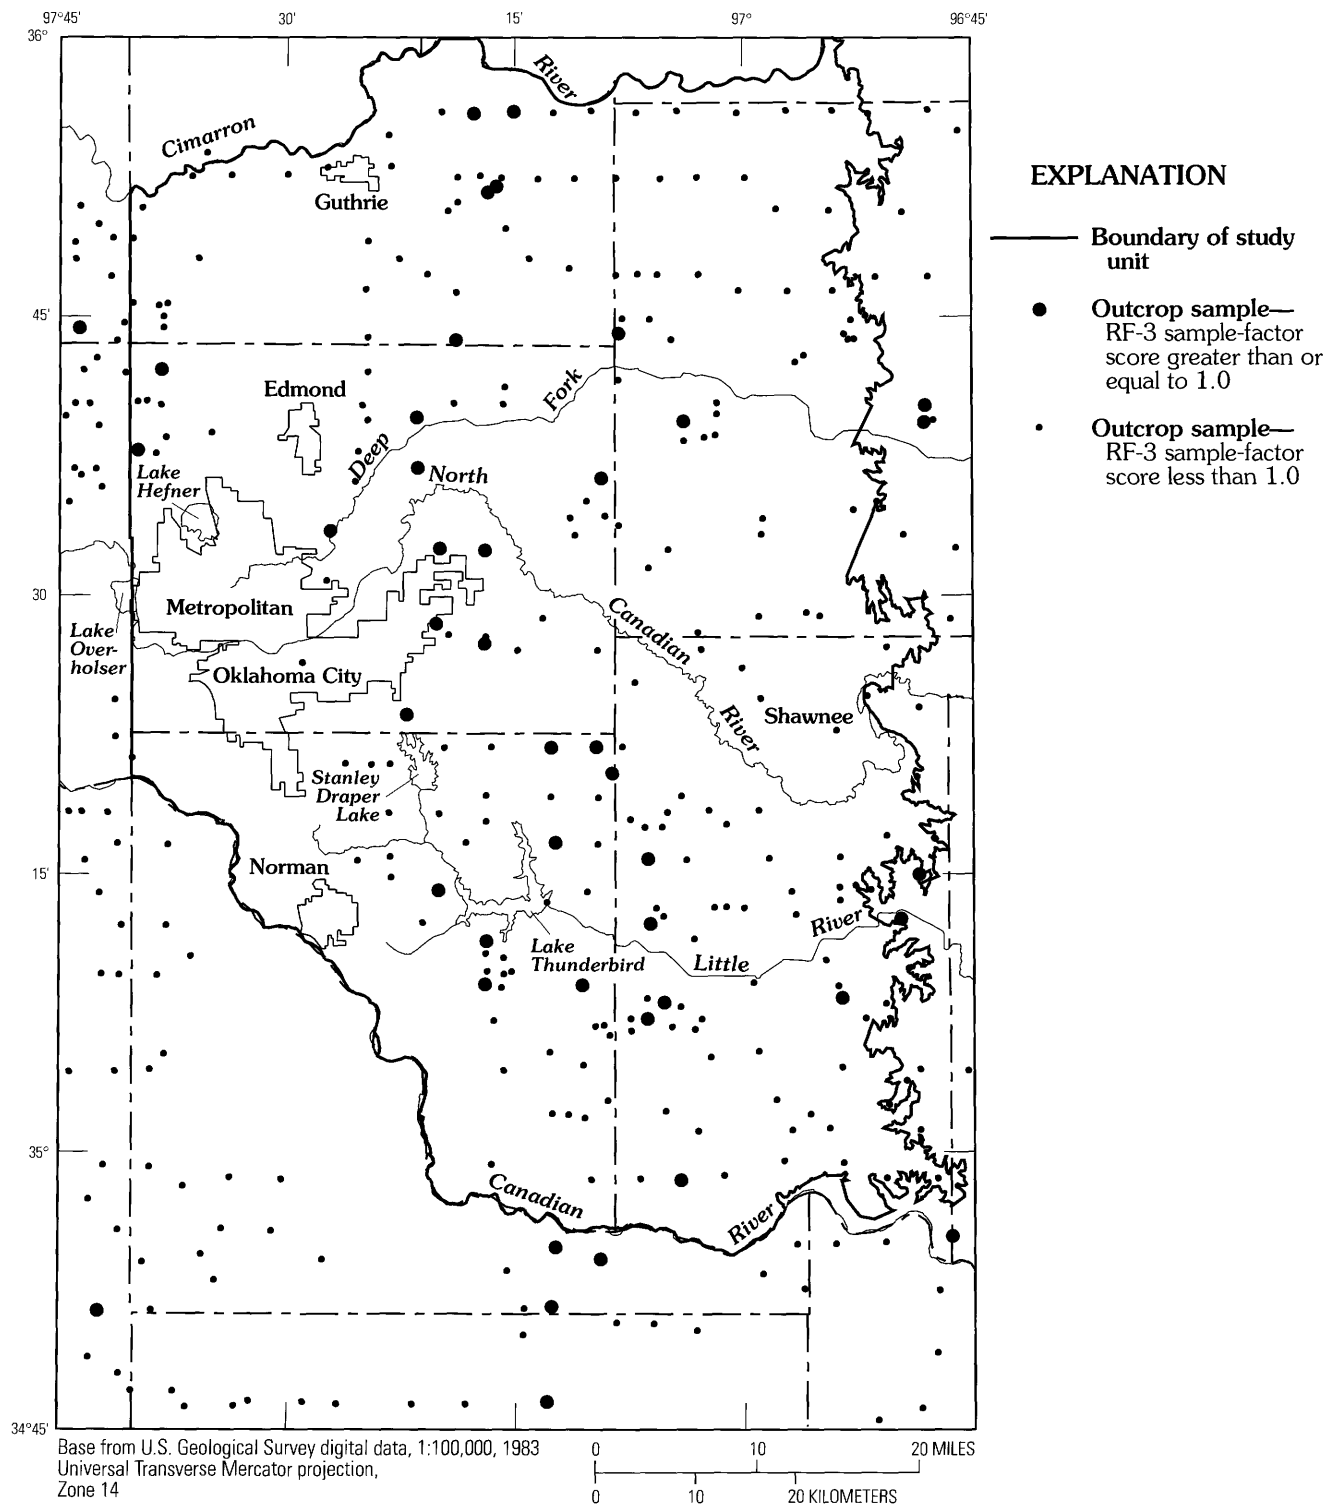 97°45'
30'
15'
97°
96°45'
36°
River
Cimarron
Guthrie
45'
Edmond
Fork
Deep
North
Lake
Hefner
30
Metropolitan
Canadian
Lake
Over-
holser
Oklahoma City
River
Shawnee
Stanley
Draper
Lake
15'
Norman
River
Lake
Thunderbird
Little
35°
Canadian
River
34°45'
EXPLANATION
Boundary of study
unit
Outcrop sample—
RF-3 sample-factor
score greater than or
equal to 1.0
Outcrop sample—
RF-3 sample-factor
score less than 1.0
Base from U.S. Geological Survey digital data, 1:100,000, 1983
Universal Transverse Mercator projection,
Zone 14
0 10 20 MILES
0 10 20 KILOMETERS